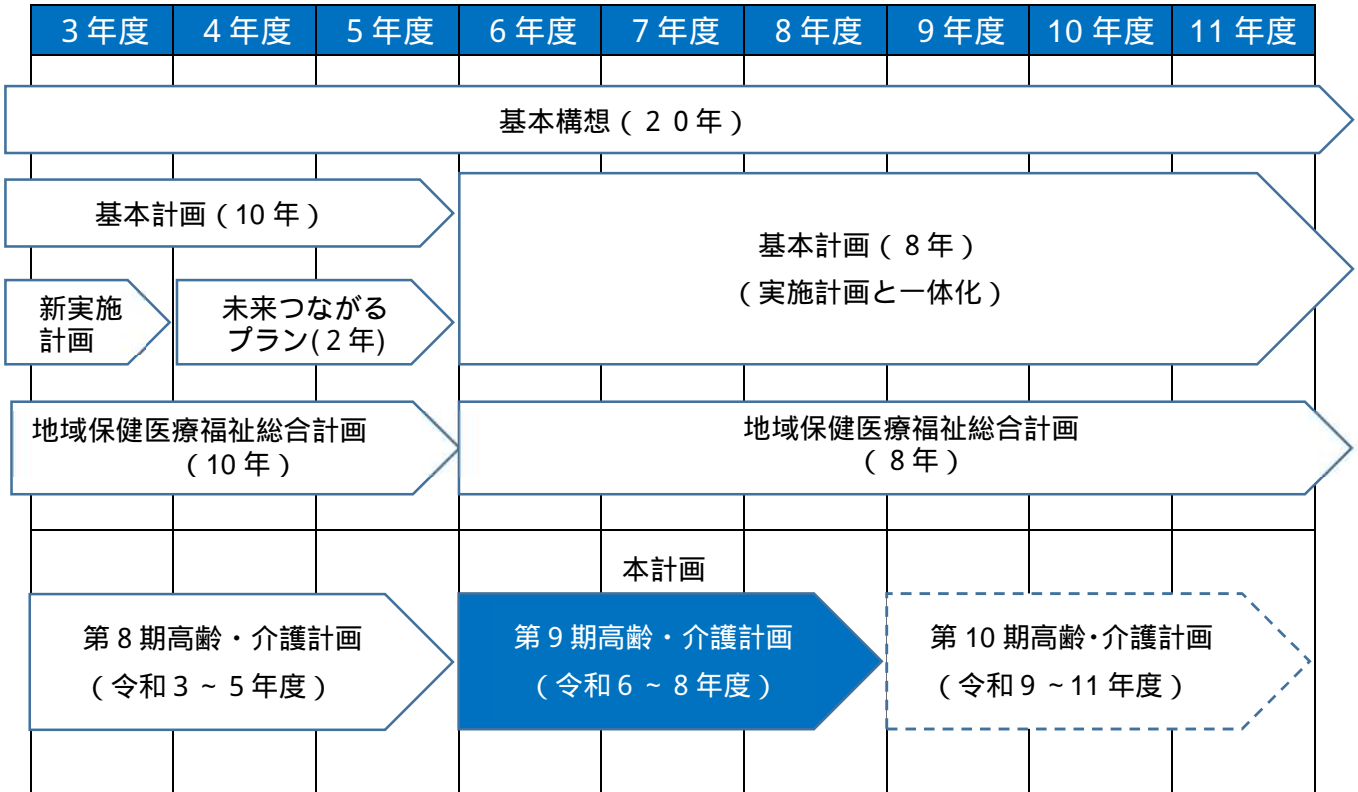 3年度 4年度 5年度 6年度 7年度 8年度 9年度 10年度 11年度
基本構想(20年)
基本計画(10年)
基本計画(8年)
(実施計画と一体化)
新実施
計画
未来つながる
プラン(2年)
地域保健医療福祉総合計画
(10年)
地域保健医療福祉総合計画
(8年)
本計画
第8期高齢・介護計画
(令和3~5年度)
第9期高齢・介護計画
(令和6~8年度)
第10期高齢・介護計画
(令和9~11年度)